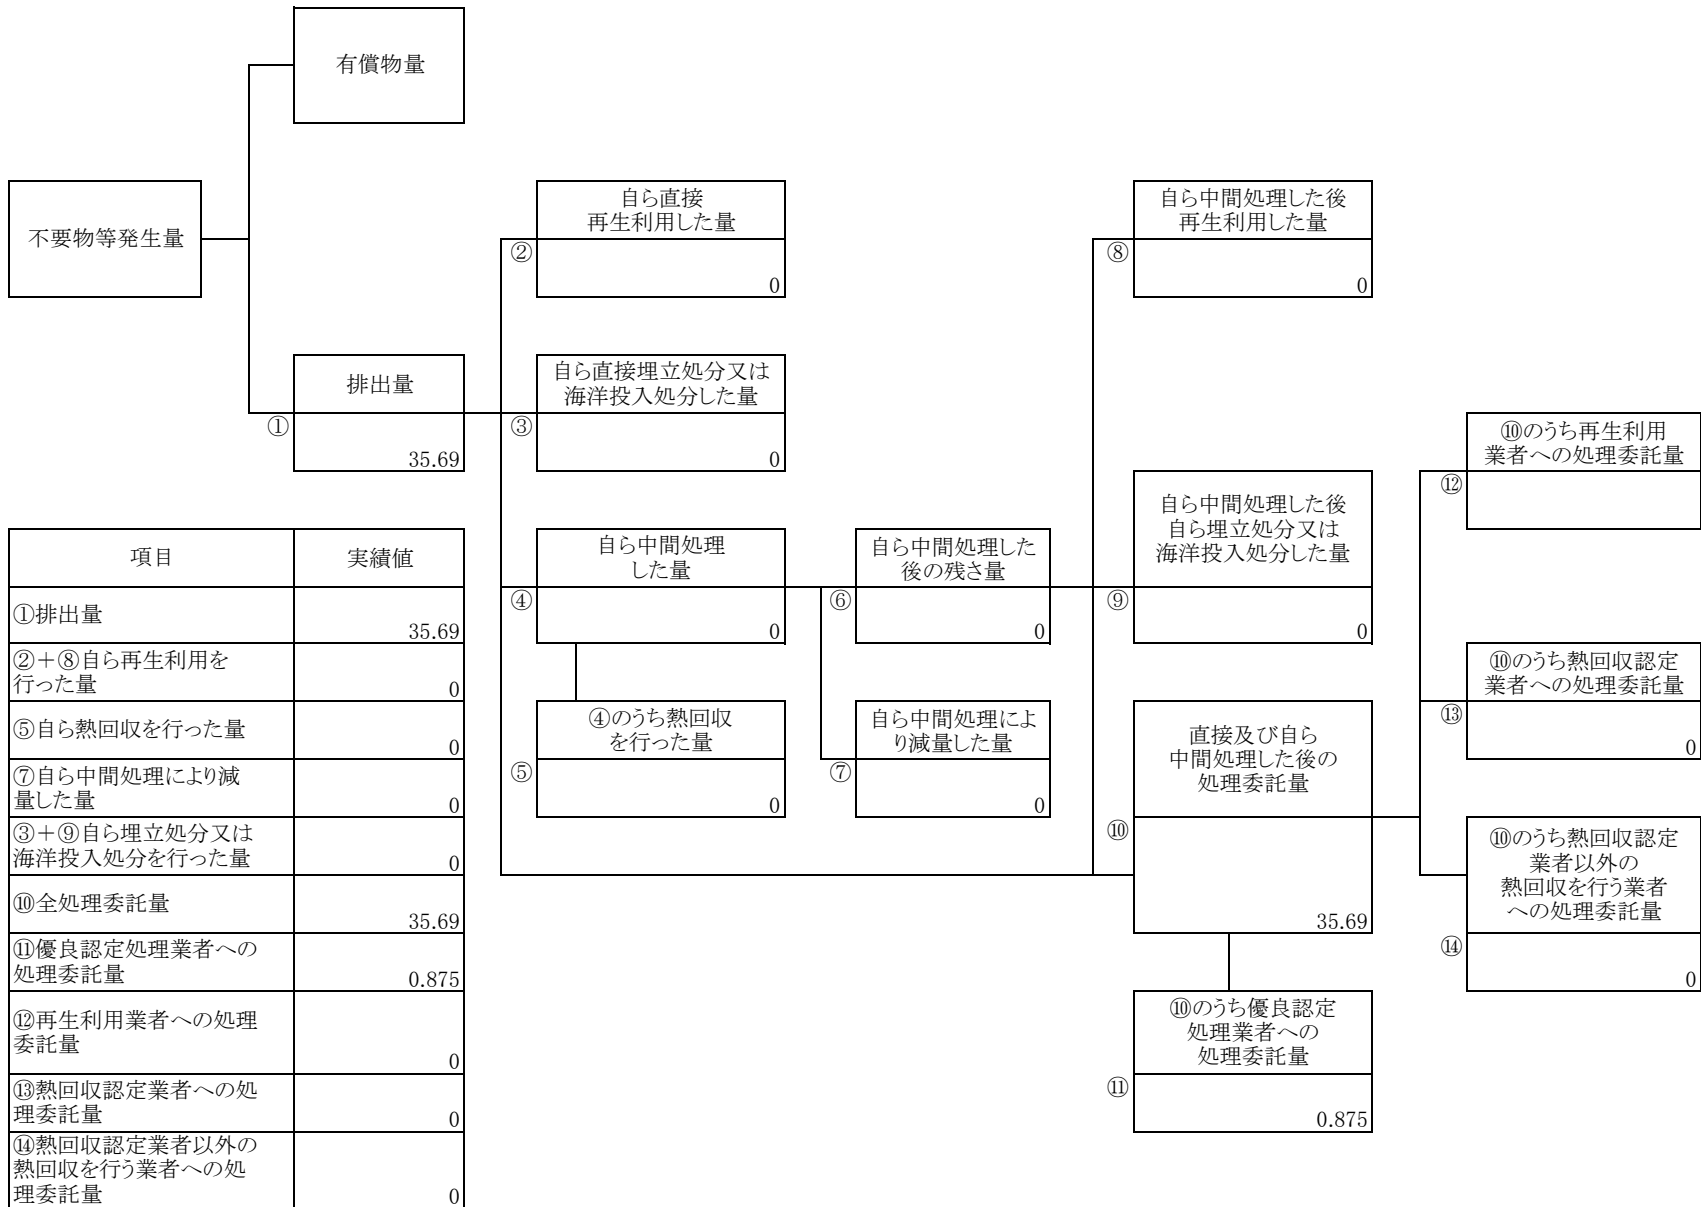 有償物量
不要物等発生量
自ら直接
再生利用した量
②
0
自ら中間処理した後
再生利用した量
⑧
0
排出量
①
35.69
自ら直接埋立処分又は
海洋投入処分した量
③
0
⑩のうち再生利用
業者への処理委託量
⑫
自ら中間処理
した量
④
0
自ら中間処理した
後の残さ量
⑥
0
自ら中間処理した後
自ら埋立処分又は
海洋投入処分した量
⑨
0
⑩のうち熱回収認定
業者への処理委託量
⑬
0
④のうち熱回収
を行った量
⑤
0
自ら中間処理によ
り減量した量
⑦
0
直接及び自ら
中間処理した後の
処理委託量
⑩
35.69
⑩のうち熱回収認定
業者以外の
熱回収を行う業者
への処理委託量
⑭
0
⑩のうち優良認定
処理業者への
処理委託量
⑪
0.875
項目 実績値
①排出量
35.69
②+⑧自ら再生利用を
行った量
0
⑤自ら熱回収を行った量
0
⑦自ら中間処理により減
量した量
0
③+⑨自ら埋立処分又は
海洋投入処分を行った量
0
⑩全処理委託量
35.69
⑪優良認定処理業者への
処理委託量
0.875
⑫再生利用業者への処理
委託量
0
⑬熱回収認定業者への処
理委託量
0
⑭熱回収認定業者以外の
熱回収を行う業者への処
理委託量
0